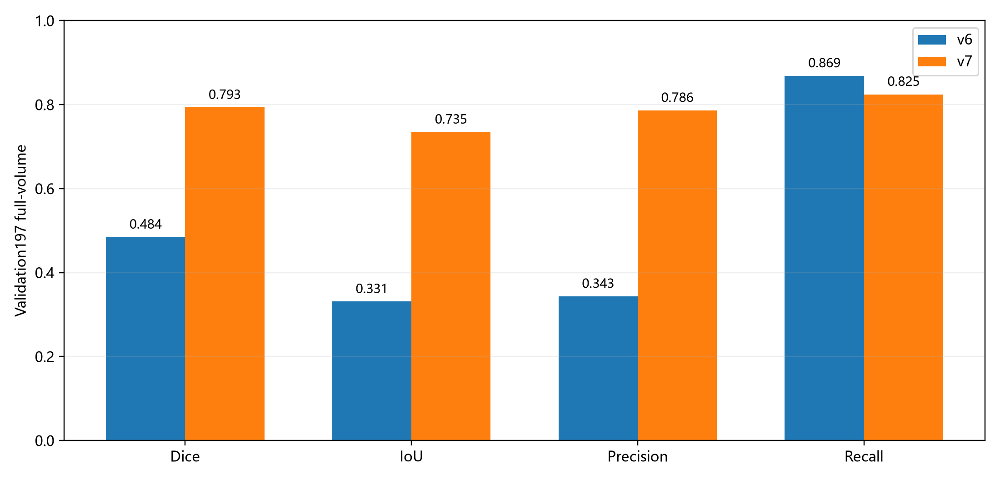 Validation197 full-volume
1.0
0.8
0.6
0.4
0.2
0.0
v6
v7
0.484
0.793
0.331
0.735
0.343
0.786
0.869
0.825
Dice
IoU
Precision
Recall